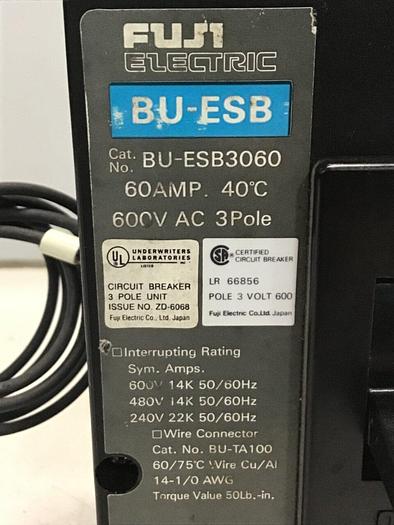 FUJI
ELECTRIC
BU-ESB
Cat. No. BU-ESB3060
60AMP. 40℃
600V AC 3Pole
UL UNDERWRITERS
LABORATORIES
LISTED INC
CIRCUIT BREAKER
3 POLE UNIT
ISSUE NO. ZD-6068
Fuji Electric Co., Ltd. Japan
CERTIFIED
CIRCUIT BREAKER
LR 66856
POLE 3 VOLT 600
Fuji Electric Co.Ltd. Japan
□Interrupting Rating
Sym. Amps.
600V 14K 50/60Hz
480V 14K 50/60Hz
240V 22K 50/60Hz
□Wire Connector
Cat. No. BU-TA100
60/75℃ Wire Cu/Al
14-1/0 AWG
Torque Value 50Lb.-in.